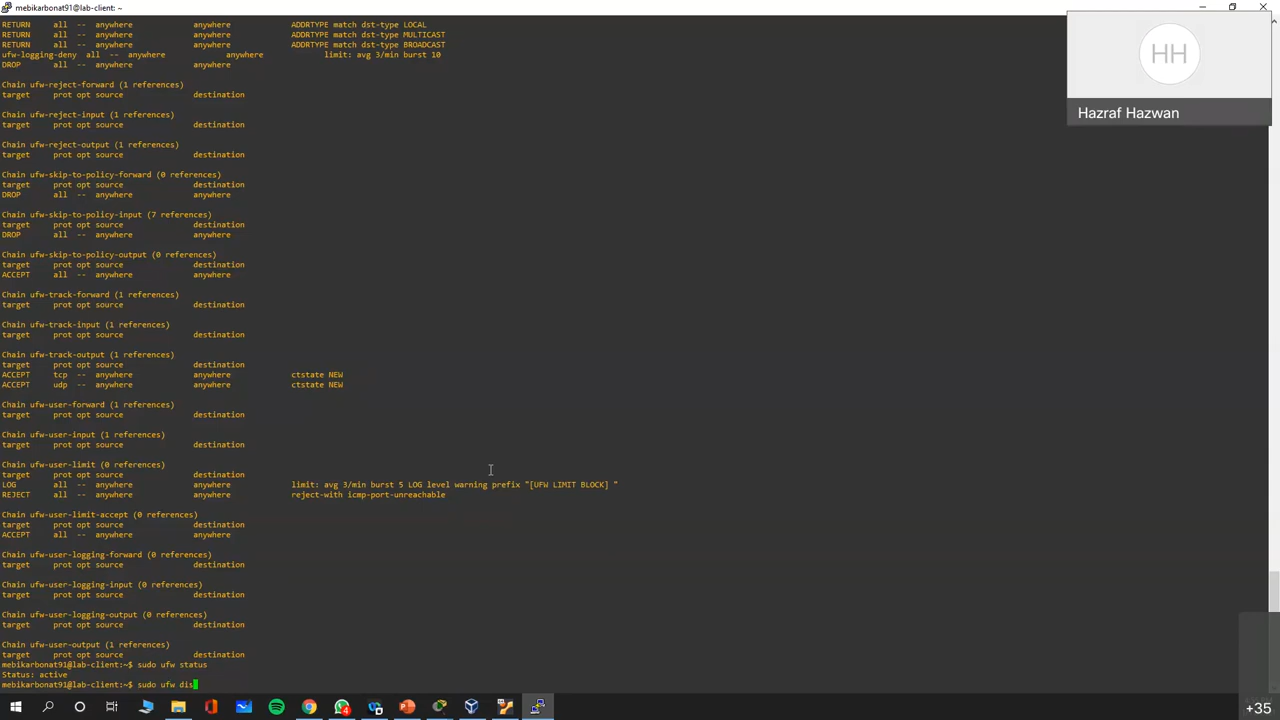 mebikarbonat91@lab-client: ~
RETURN all -- anywhere anywhere ADDRTYPE match dst-type LOCAL
RETURN all -- anywhere anywhere ADDRTYPE match dst-type MULTICAST
RETURN all -- anywhere anywhere ADDRTYPE match dst-type BROADCAST
ufw-logging-deny all -- anywhere anywhere limit: avg 3/min burst 10
DROP all -- anywhere anywhere
Chain ufw-reject-forward (1 references)
target prot opt source destination
Chain ufw-reject-input (1 references)
target prot opt source destination
Chain ufw-reject-output (1 references)
target prot opt source destination
Chain ufw-skip-to-policy-forward (0 references)
target prot opt source destination
DROP all -- anywhere anywhere
Chain ufw-skip-to-policy-input (7 references)
target prot opt source destination
DROP all -- anywhere anywhere
Chain ufw-skip-to-policy-output (0 references)
target prot opt source destination
ACCEPT all -- anywhere anywhere
Chain ufw-track-forward (1 references)
target prot opt source destination
Chain ufw-track-input (1 references)
target prot opt source destination
Chain ufw-track-output (1 references)
target prot opt source destination
ACCEPT tcp -- anywhere anywhere ctstate NEW
ACCEPT udp -- anywhere anywhere ctstate NEW
Chain ufw-user-forward (1 references)
target prot opt source destination
Chain ufw-user-input (1 references)
target prot opt source destination
Chain ufw-user-limit (0 references)
target prot opt source destination
LOG all -- anywhere anywhere limit: avg 3/min burst 5 LOG level warning prefix "[UFW LIMIT BLOCK] "
REJECT all -- anywhere anywhere reject-with icmp-port-unreachable
Chain ufw-user-limit-accept (0 references)
target prot opt source destination
ACCEPT all -- anywhere anywhere
Chain ufw-user-logging-forward (0 references)
target prot opt source destination
Chain ufw-user-logging-input (0 references)
target prot opt source destination
Chain ufw-user-logging-output (0 references)
target prot opt source destination
Chain ufw-user-output (1 references)
target prot opt source destination
mebikarbonat91@lab-client:~$ sudo ufw status
Status: active
mebikarbonat91@lab-client:~$ sudo ufw dis
HH
Hazraf Hazwan
4
+35